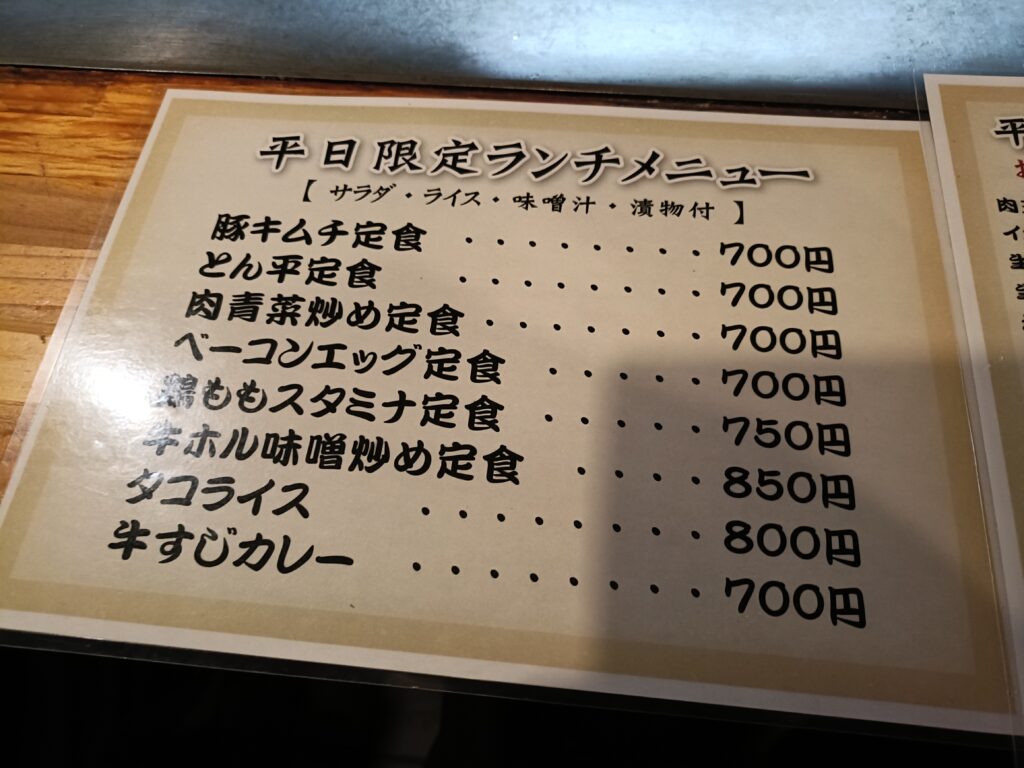 平日限定ランチメニュー
【 サラダ・ライス・味噌汁・漬物付 】
豚キムチ定食 ・・・・・・・・ 700円
とん平定食 ・・・・・・・・ 700円
肉青菜炒め定食 ・・・・・・・ 700円
ベーコンエッグ定食 ・・・・・ 700円
鶏ももスタミナ定食 ・・・・・ 750円
牛ホル味噌炒め定食 ・・・・ 850円
タコライス ・・・・・・・・ 800円
牛すじカレー ・・・・・・・・ 700円